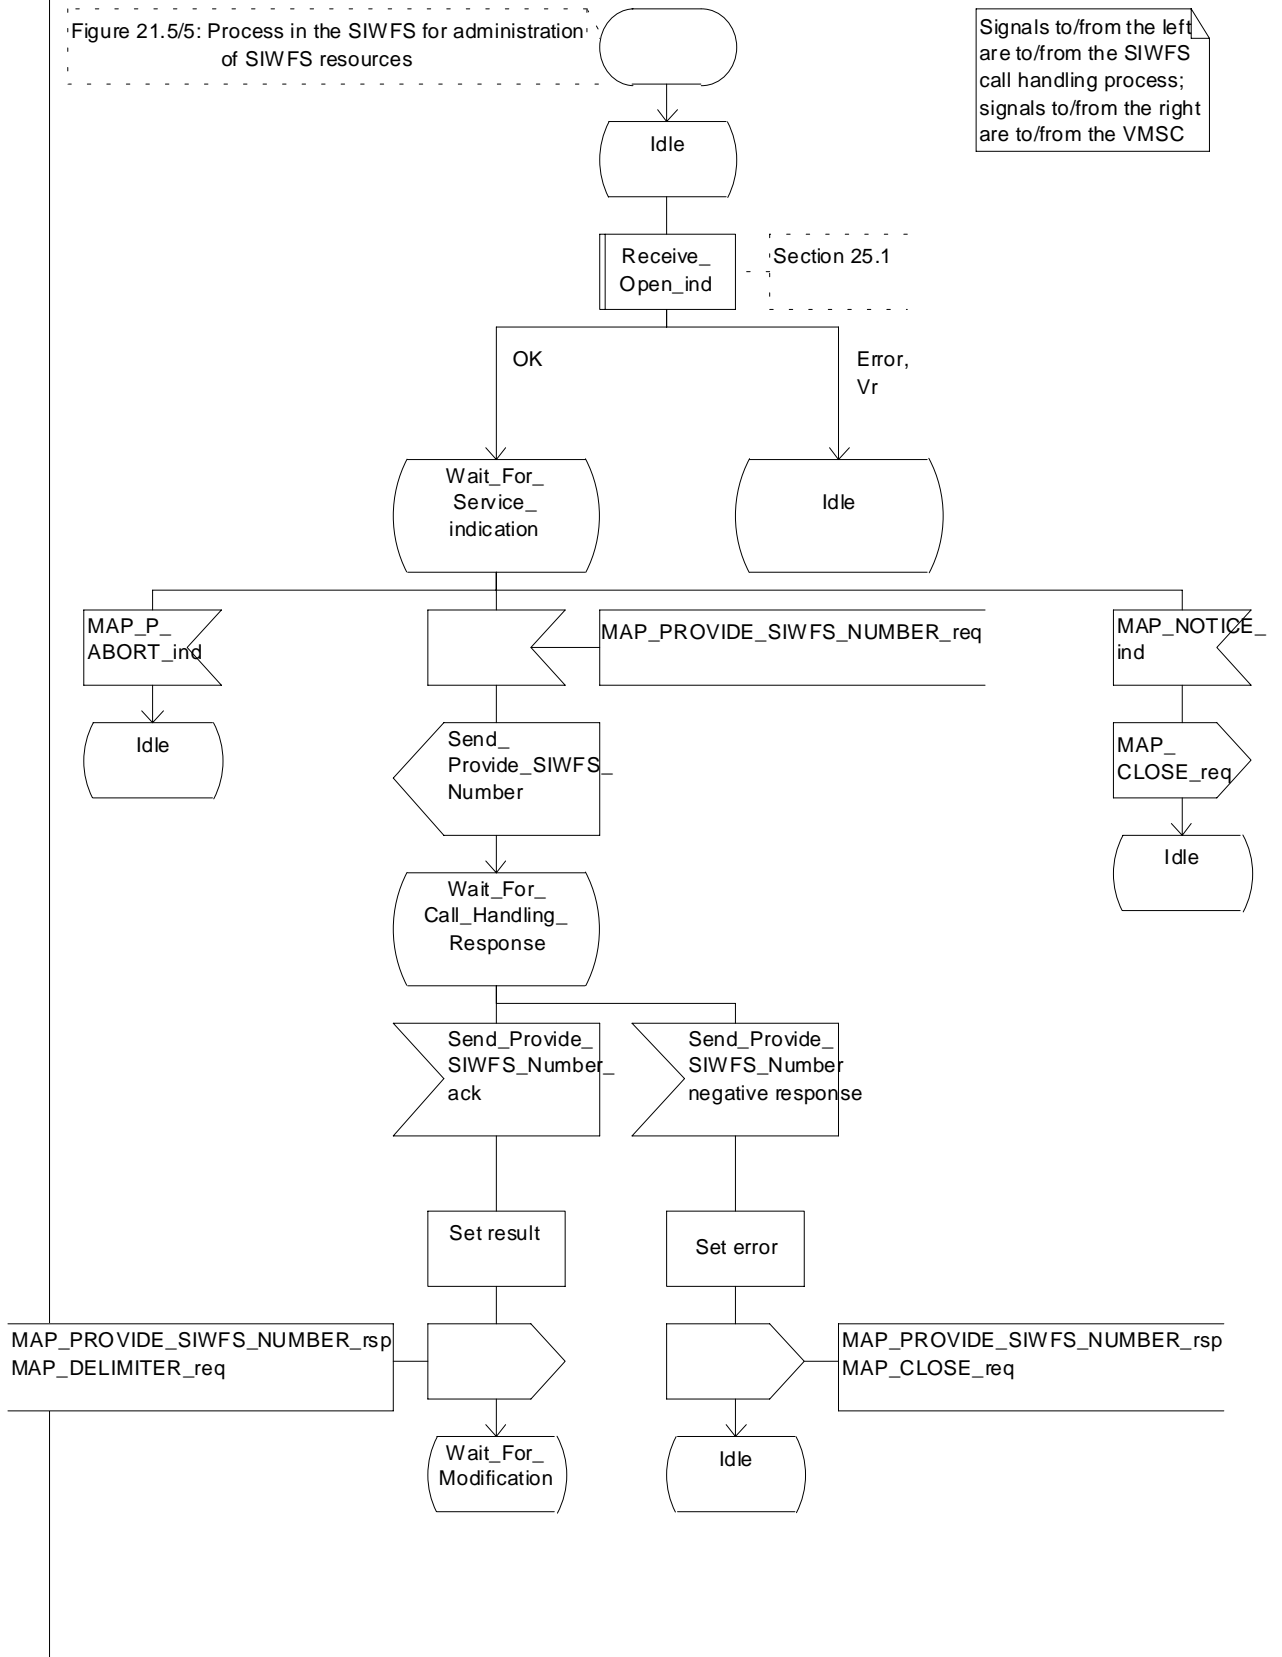 Figure 21.5/5: Process in the SIWFS for administration
of SIWFS resources
Signals to/from the left
are to/from the SIWFS
call handling process;
signals to/from the right
are to/from the VMSC
Idle
Receive_
Open_ind
Section 25.1
OK
Error,
Vr
Wait_For_
Service_
indication
Idle
MAP_P_
ABORT_ind
MAP_PROVIDE_SIWFS_NUMBER_req
MAP_NOTICE_
ind
Idle
Send_
Provide_SIWFS_
Number
MAP_
CLOSE_req
Idle
Wait_For_
Call_Handling_
Response
Send_Provide_
SIWFS_Number_
ack
Send_Provide_
SIWFS_Number
negative response
Set result
Set error
MAP_PROVIDE_SIWFS_NUMBER_rsp
MAP_DELIMITER_req
MAP_PROVIDE_SIWFS_NUMBER_rsp
MAP_CLOSE_req
Wait_For_
Modification
Idle